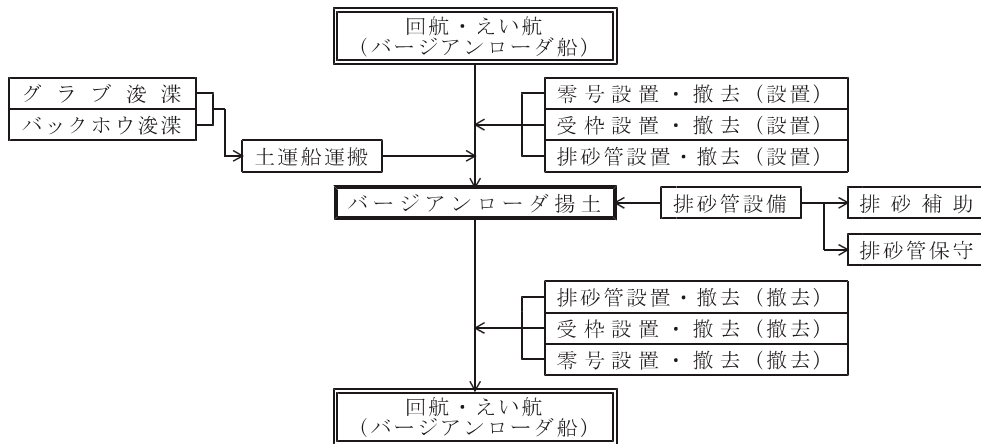 回航・えい航
（バージアンローダ船）
グラブ浚渫
バックホウ浚渫
零号設置・撤去（設置）
受枠設置・撤去（設置）
排砂管設置・撤去（設置）
土運船運搬
バージアンローダ揚土
排砂管設備
排砂補助
排砂管保守
排砂管設置・撤去（撤去）
受枠設置・撤去（撤去）
零号設置・撤去（撤去）
回航・えい航
（バージアンローダ船）